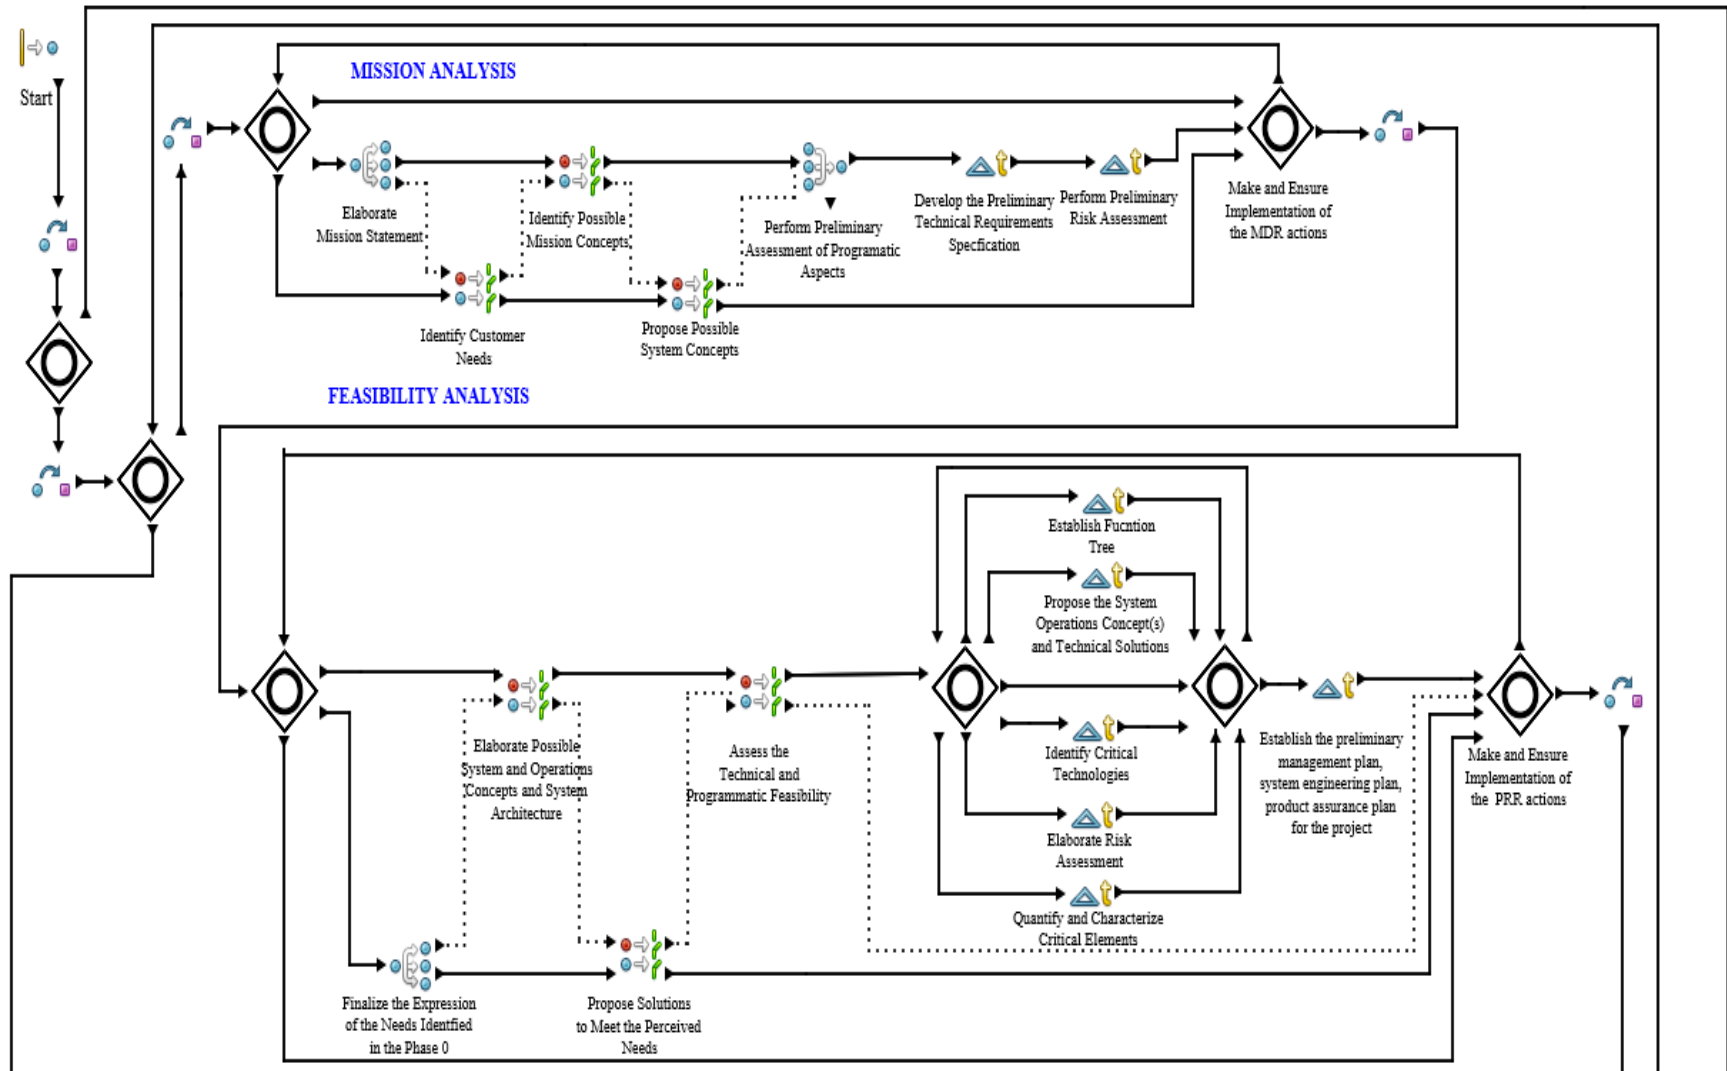 Start
MISSION ANALYSIS
Elaborate
Mission Statement
Identify Possible
Mission Concepts
Perform Preliminary
Assessment of Programatic
Aspects
Develop the Preliminary
Technical Requirements
Specfication
Perform Preliminary
Risk Assessment
Make and Ensure
Implementation of
the MDR actions
Identify Customer
Needs
Propose Possible
System Concepts
FEASIBILITY ANALYSIS
Establish Fucntion
Tree
Propose the System
Operations Concept(s)
and Technical Solutions
Elaborate Possible
System and Operations
Concepts and System
Architecture
Assess the
Technical and
Programmatic Feasibility
Identify Critical
Technologies
Elaborate Risk
Assessment
Quantify and Characterize
Critical Elements
Establish the preliminary
management plan,
system engineering plan,
product assurance plan
for the project
Make and Ensure
Implementation of
the PRR actions
Finalize the Expression
of the Needs Identfied
in the Phase 0
Propose Solutions
to Meet the Perceived
Needs